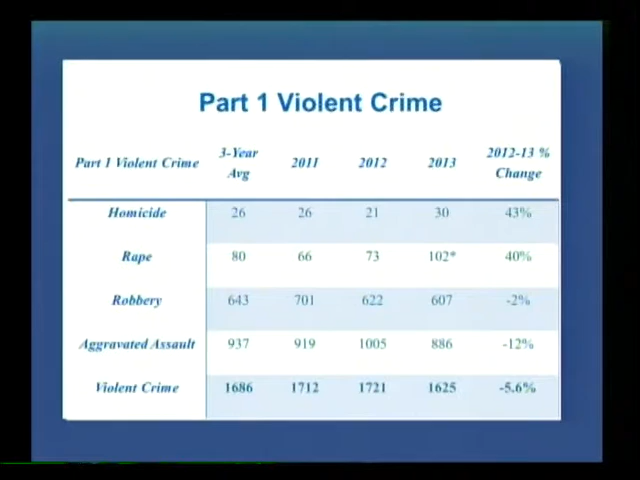 Part 1 Violent Crime
Part 1 Violent Crime 3-Year Avg 2011 2012 2013 2012-13 % Change
Homicide 26 26 21 30 43%
Rape 80 66 73 102* 40%
Robbery 643 701 622 607 -2%
Aggravated Assault 937 919 1005 886 -12%
Violent Crime 1686 1712 1721 1625 -5.6%